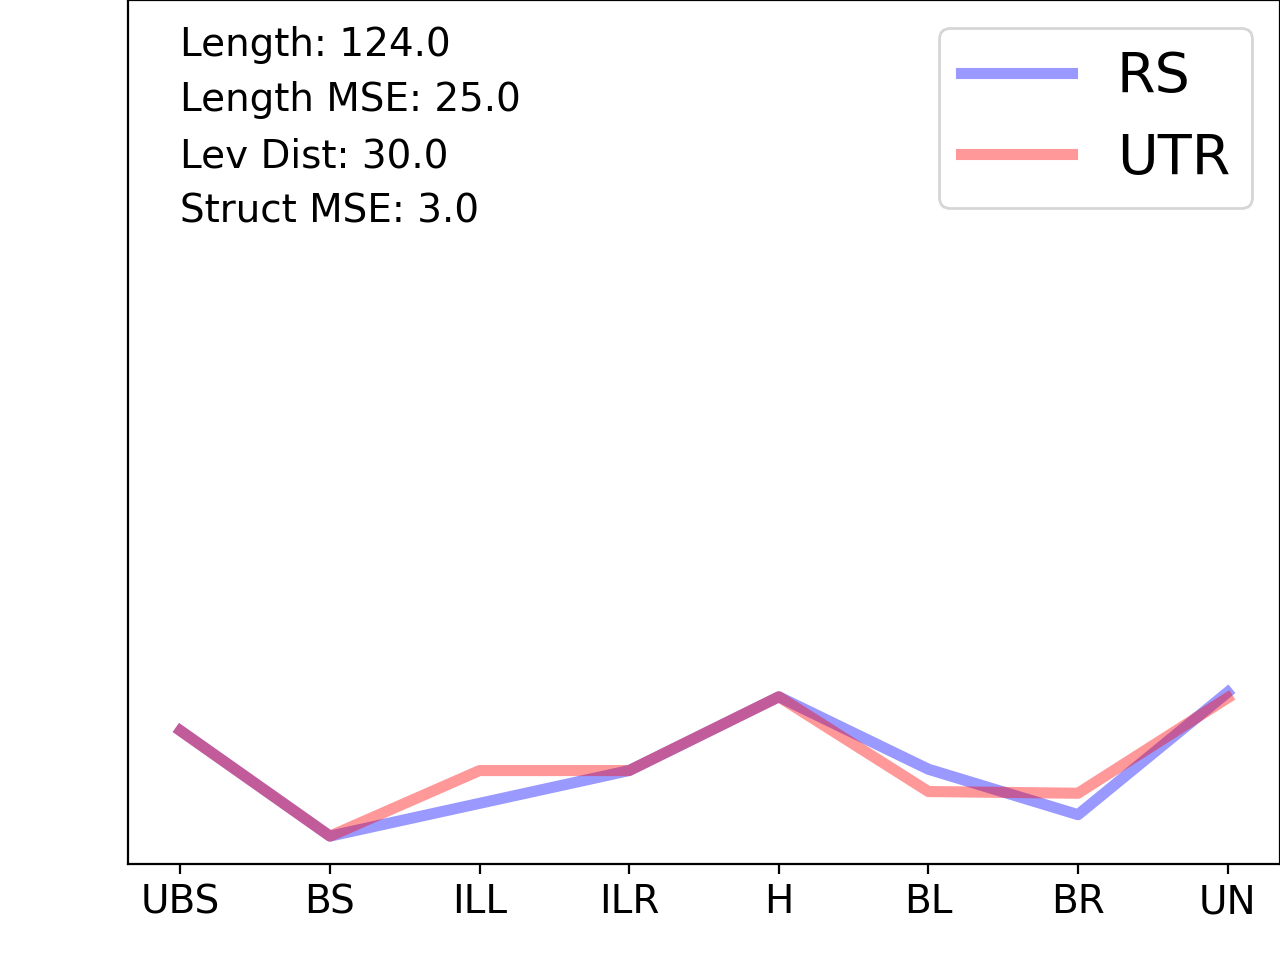 Length: 124.0
Length MSE: 25.0
Lev Dist: 30.0
Struct MSE: 3.0
RS
UTR
UBS BS ILL ILR H BL BR UN